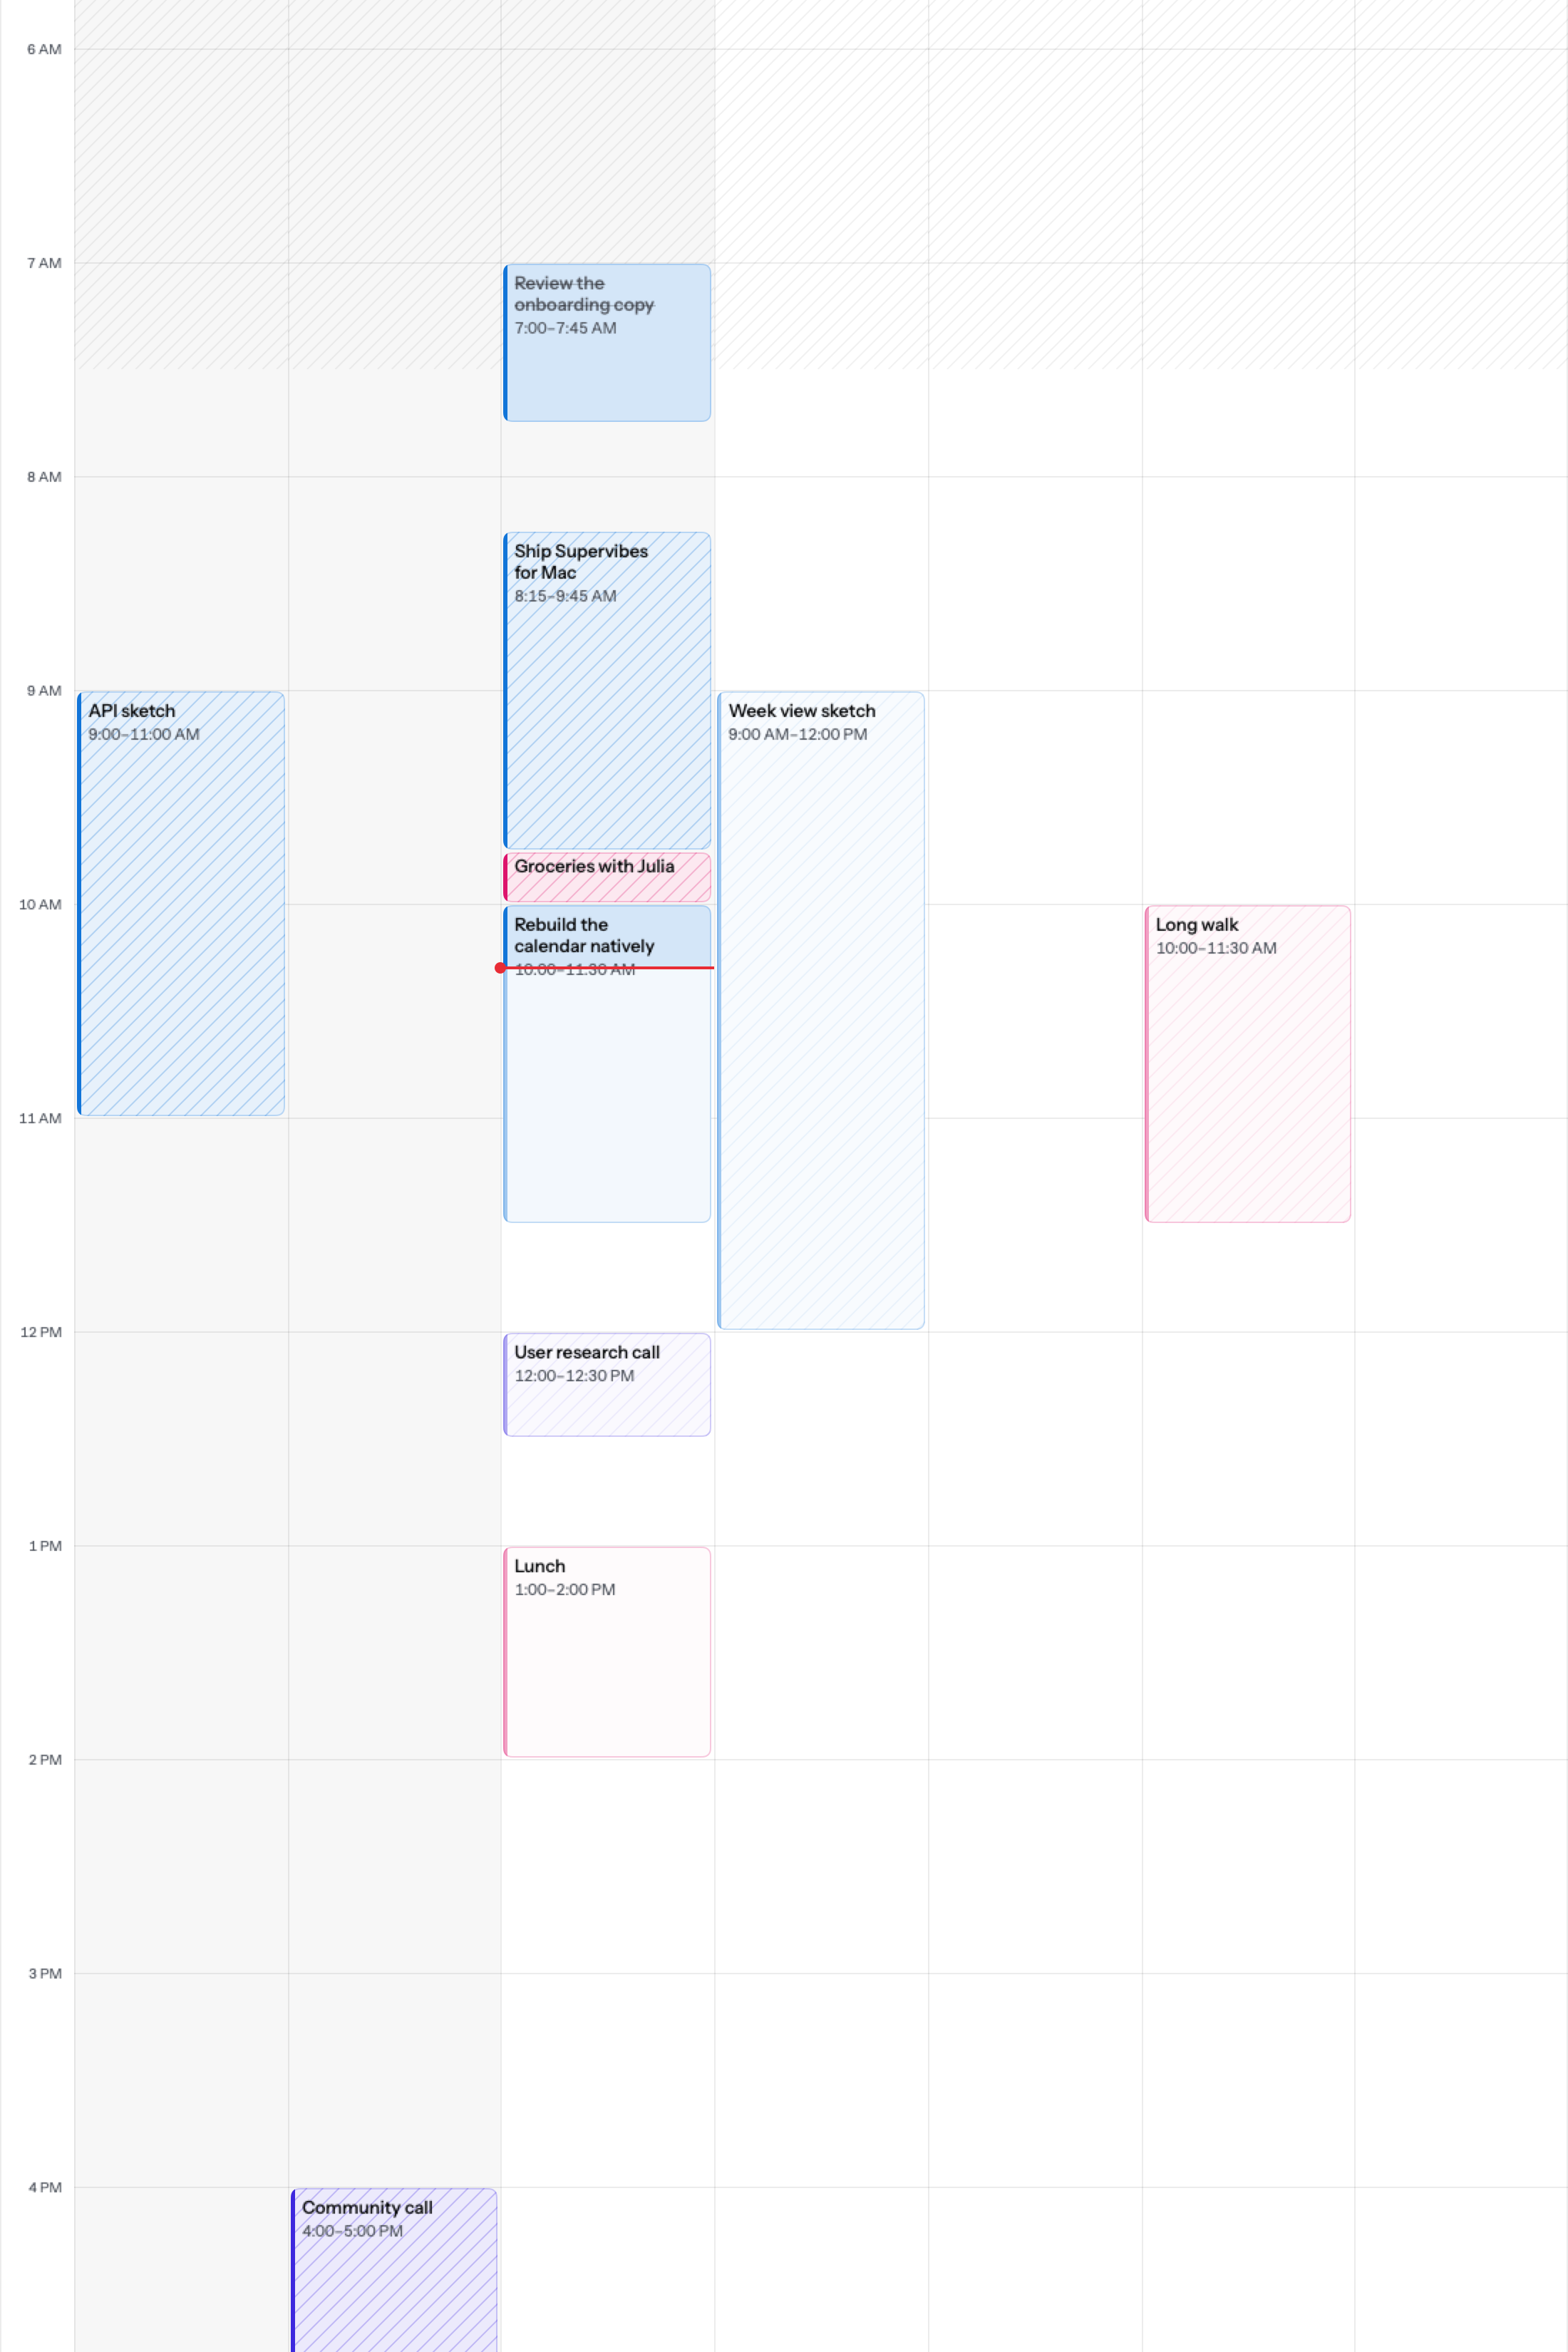 6 AM
7 AM
Review the
onboarding copy
7:00–7:45 AM
8 AM
Ship Supervibes
for Mac
8:15–9:45 AM
9 AM
API sketch
9:00–11:00 AM
Week view sketch
9:00 AM–12:00 PM
Groceries with Julia
10 AM
Rebuild the
calendar natively
10:00–11:30 AM
Long walk
10:00–11:30 AM
11 AM
12 PM
User research call
12:00–12:30 PM
1 PM
Lunch
1:00–2:00 PM
2 PM
3 PM
4 PM
Community call
4:00–5:00 PM